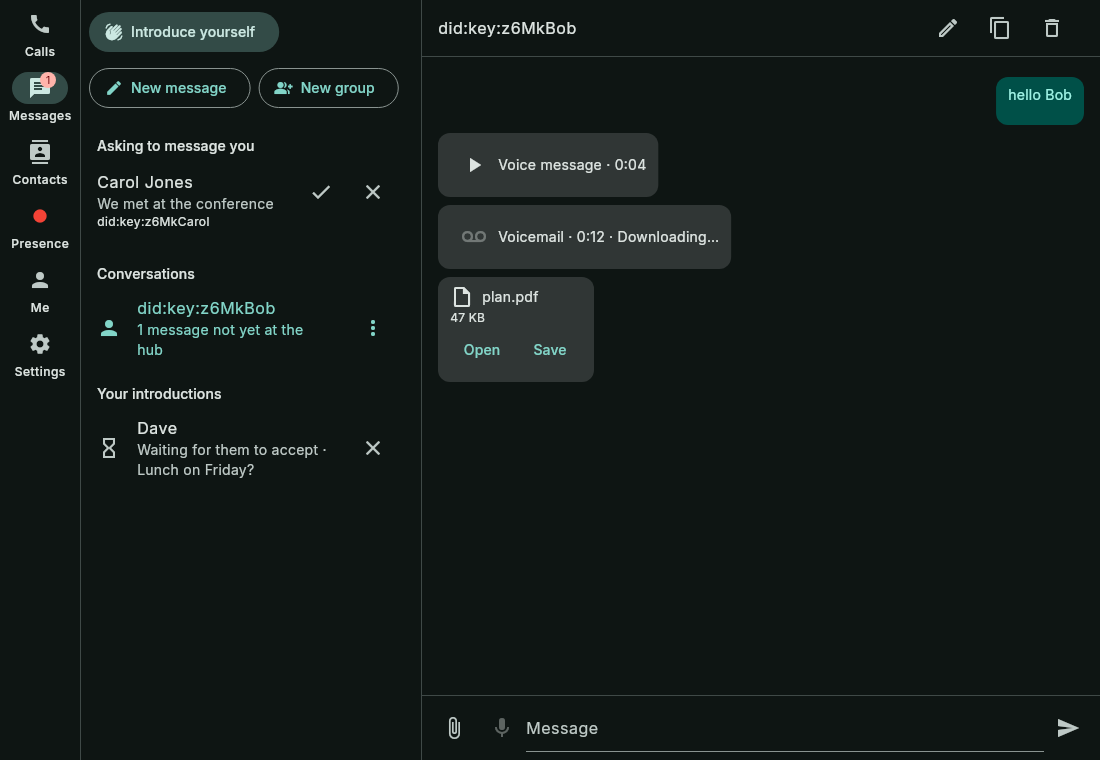 Calls
1
Messages
Contacts
Presence
Me
Settings
Introduce yourself
New message
New group
Asking to message you
Carol Jones
We met at the conference
did:key:z6MkCarol
Conversations
did:key:z6MkBob
1 message not yet at the
hub
Your introductions
Dave
Waiting for them to accept ·
Lunch on Friday?
did:key:z6MkBob
hello Bob
Voice message · 0:04
Voicemail · 0:12 · Downloading...
plan.pdf
47 KB
Open
Save
Message